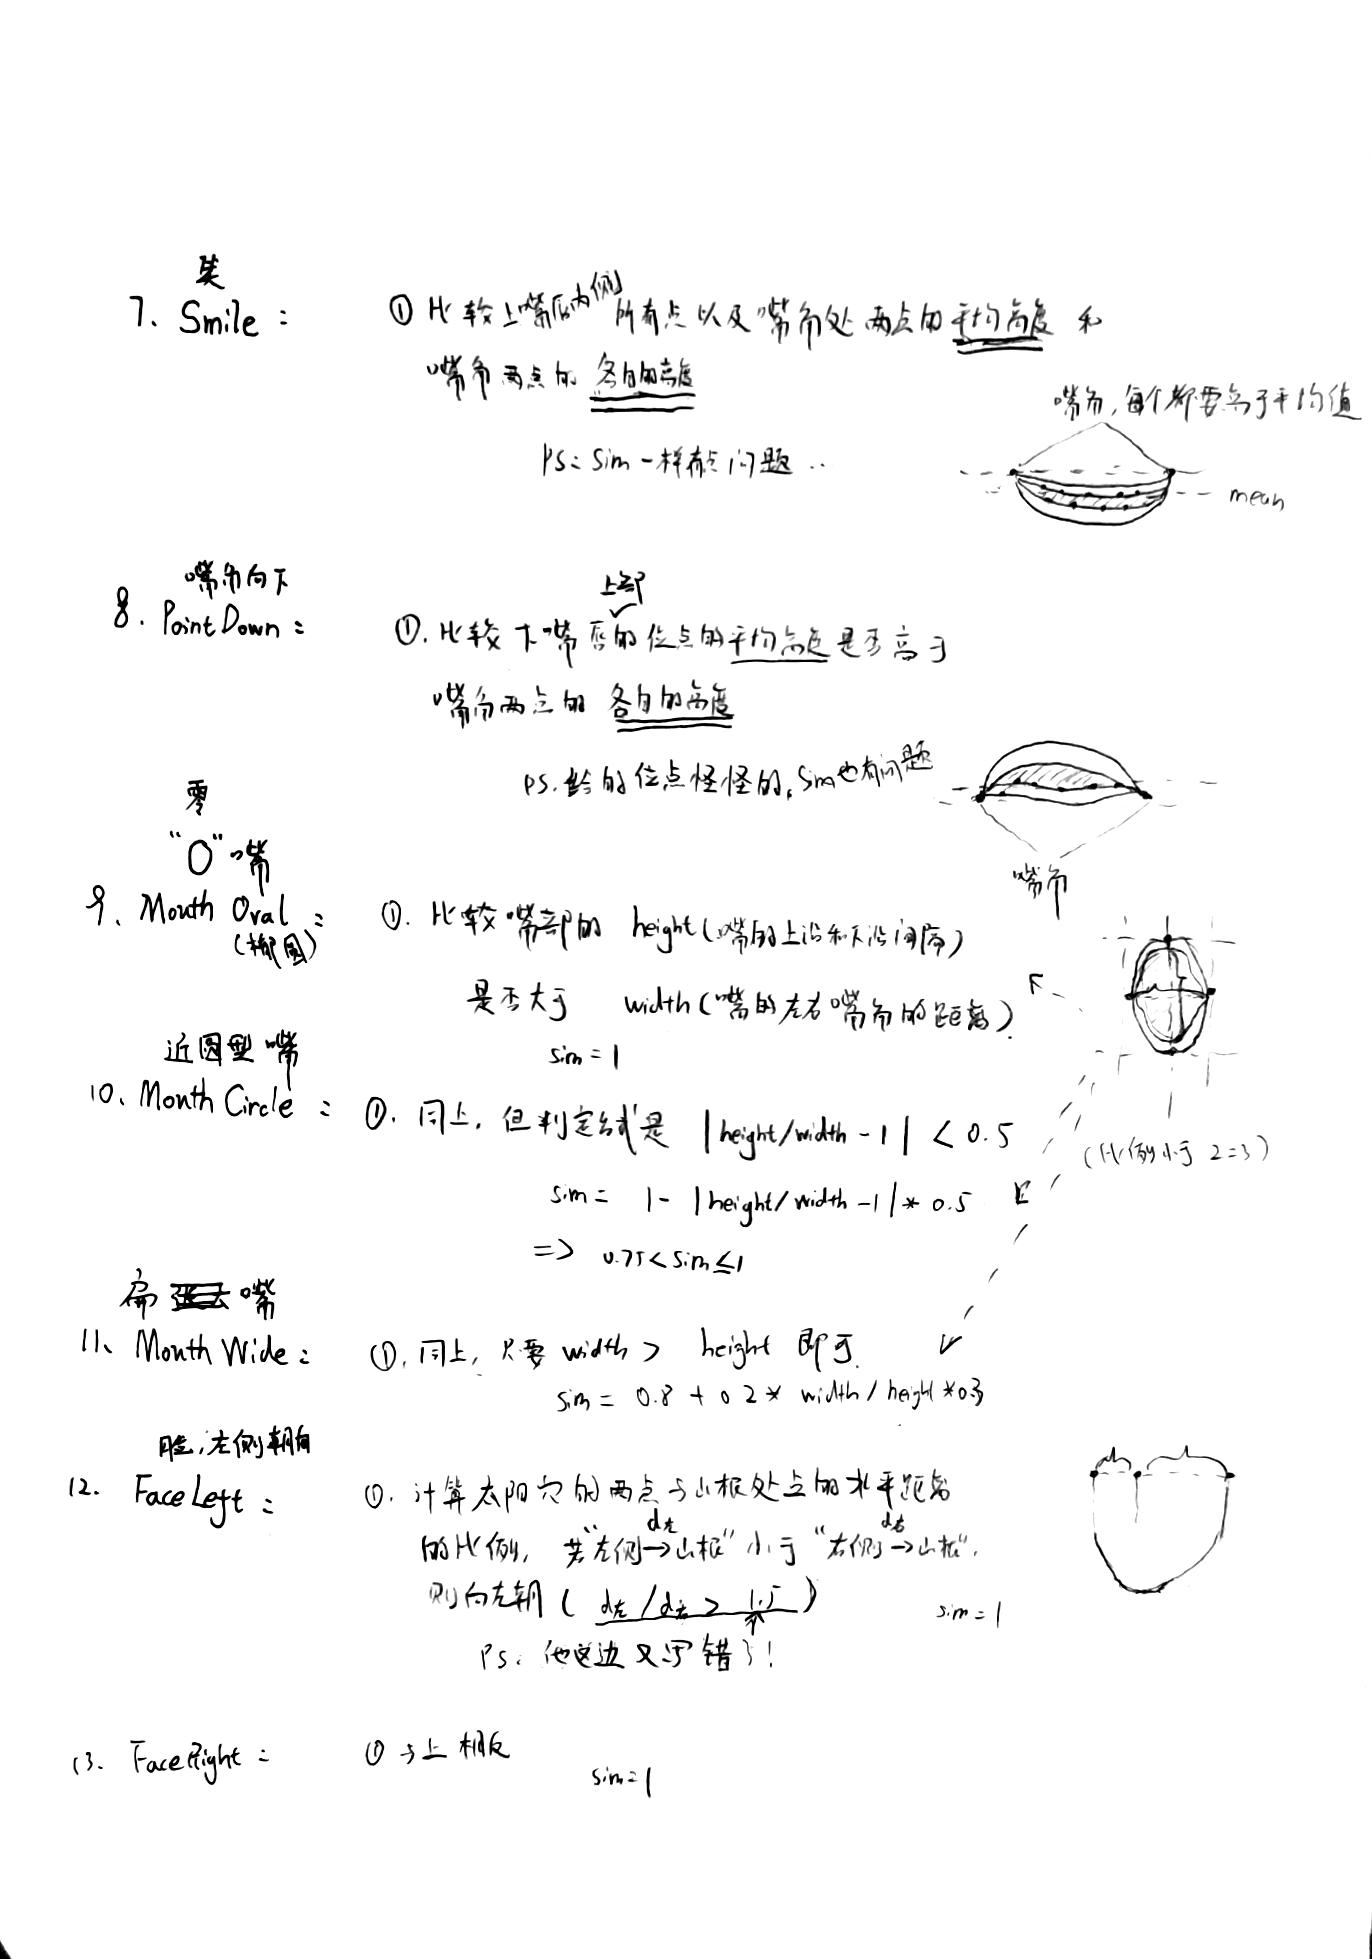 笑
7. Smile: ① 比较上嘴唇内侧所有点以及嘴角处两点的平均高度 和
嘴角两点的 各自的高度
嘴角,每个都要高于平均值
PS: Sim一样有点问题..
mean
嘴角向下
上部
8. Point Down: ①. 比较下嘴唇的位点的平均高度是否高于
嘴角两点的 各自的高度
PS. 给的位点怪怪的, Sim也有问题
嘴角
零
"O"嘴
9. Mouth Oval: ①. 比较嘴部的 height(嘴的上沿和下沿间隔)
(椭圆)
是否大于 width(嘴的左右嘴角的距离)
sim = 1
近圆型嘴
10. Month Circle: ①. 同上, 但判定公式是 |height/width - 1| < 0.5
(比例小于 2:3)
sim = 1 - |height/width - 1| * 0.5
=> 0.75 < sim ≤ 1
扁 嘴
11. Month Wide: ①. 同上, 只要 width > height 即可.
sim = 0.8 + 0.2 * width / height * 0.3
脸,左侧朝向
12. Face Left: ①. 计算太阳穴的两点与山根处点的水平距离
的比例, 若"左侧→山根"小于"右侧→山根",
d左 d右
则向左朝 ( d左 / d右 > 1.5 )
sim = 1
PS: 他这边又写错了!
13. Face Right: ① 与上相反
sim = 1